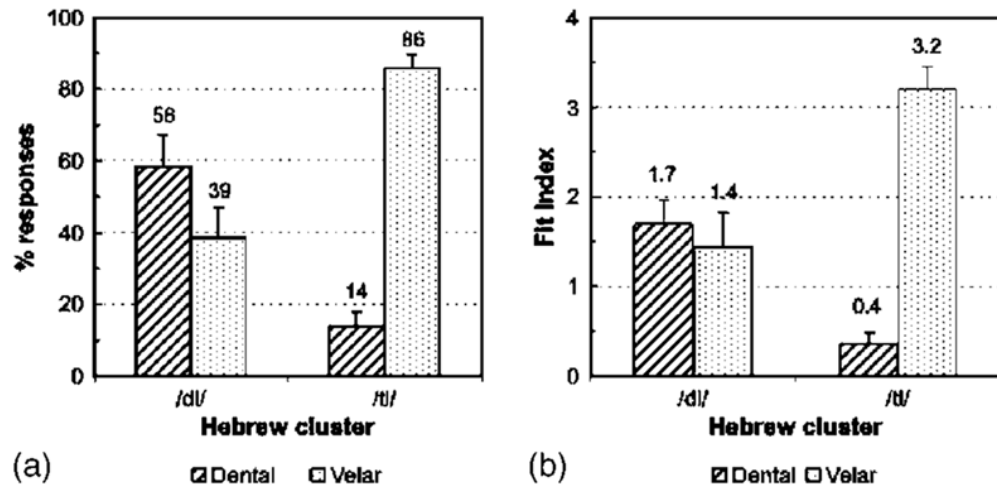 100
80
60
40
20
0
% responses
58
39
14
86
/dl/
/tl/
Hebrew cluster
(a)
Dental
Velar
4
3
2
1
0
Fit Index
1.7
1.4
0.4
3.2
/dl/
/tl/
Hebrew cluster
(b)
Dental
Velar